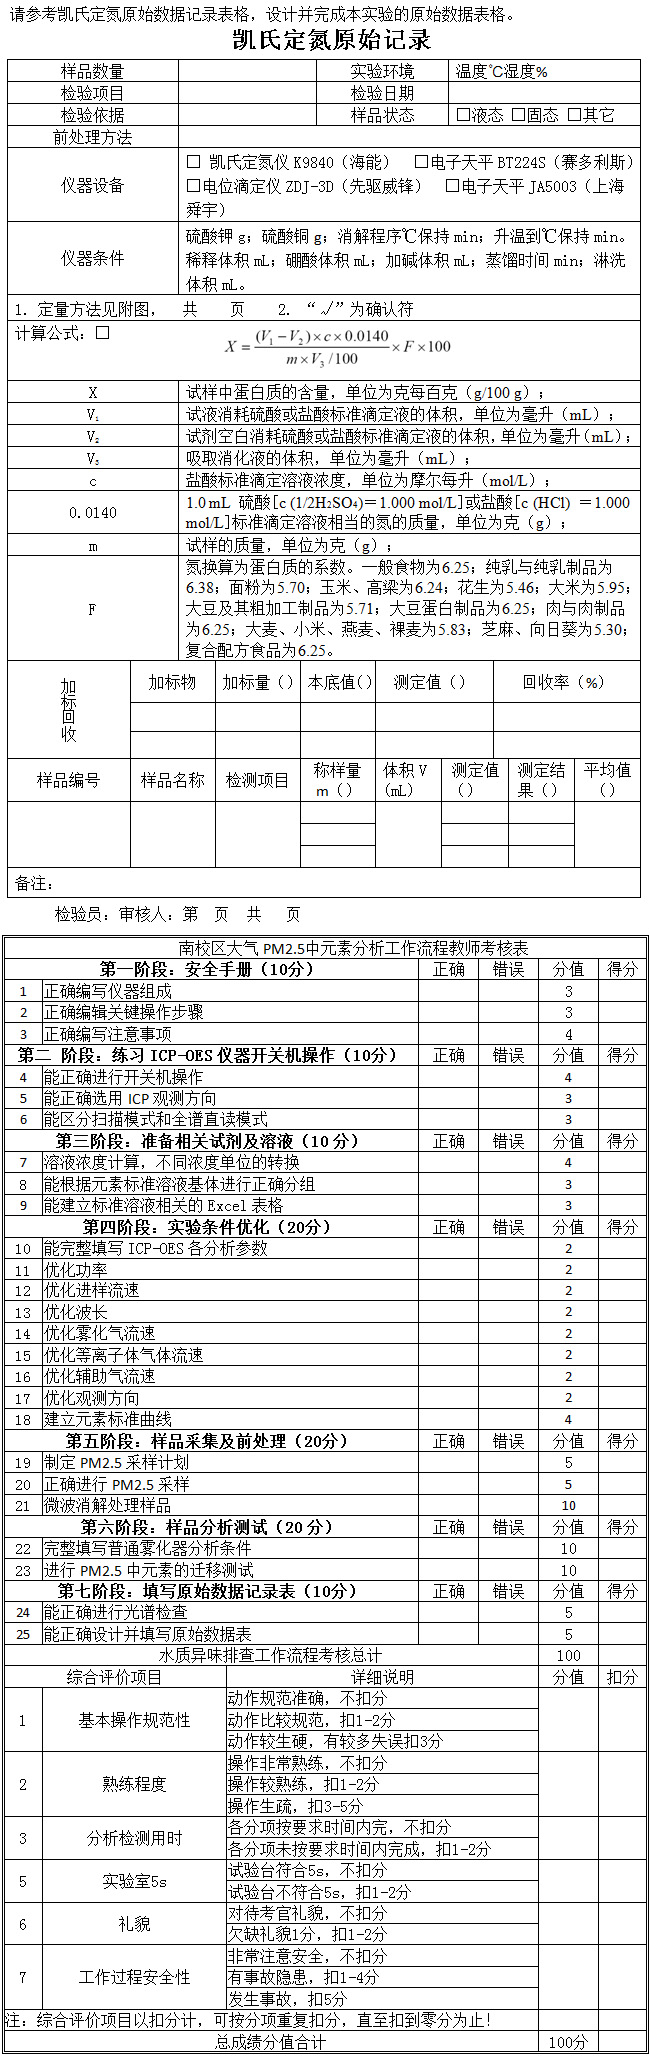 请参考凯氏定氮原始数据记录表格，设计并完成本实验的原始数据表格。
凯氏定氮原始记录
样品数量 实验环境 温度℃湿度%
检验项目 检验日期
检验依据 样品状态 □液态 □固态 □其它
前处理方法
仪器设备
□ 凯氏定氮仪 K9840（海能） □电子天平 BT224S（赛多利斯）
□电位滴定仪 ZDJ-3D（先驱威锋） □电子天平 JA5003（上海
舜宇）
仪器条件
硫酸钾 g；硫酸铜 g；消解程序℃保持 min；升温到℃保持 min。
稀释体积 mL；硼酸体积 mL；加碱体积 mL；蒸馏时间 min；淋洗
体积 mL。
1. 定量方法见附图， 共 页 2. “√”为确认符
计算公式：□
X = (V₁－V₂)×c×0.0140 / m×V₃/100 ×F×100
X 试样中蛋白质的含量，单位为克每百克（g/100 g）；
V₁ 试液消耗硫酸或盐酸标准滴定液的体积，单位为毫升（mL）；
V₂ 试剂空白消耗硫酸或盐酸标准滴定液的体积，单位为毫升（mL）；
V₃ 吸取消化液的体积，单位为毫升（mL）；
c 盐酸标准滴定溶液浓度，单位为摩尔每升（mol/L）；
0.0140
1.0 mL 硫酸[c (1/2H₂SO₄)＝1.000 mol/L]或盐酸[c (HCl) ＝1.000
mol/L]标准滴定溶液相当的氮的质量，单位为克（g）；
m 试样的质量，单位为克（g）；
F
氮换算为蛋白质的系数。一般食物为6.25；纯乳与纯乳制品为
6.38；面粉为5.70；玉米、高粱为6.24；花生为5.46；大米为5.95；
大豆及其粗加工制品为5.71；大豆蛋白制品为6.25；肉与肉制品
为6.25；大麦、小米、燕麦、裸麦为5.83；芝麻、向日葵为5.30；
复合配方食品为6.25。
加标回收
加标物 加标量（） 本底值（） 测定值（） 回收率（%）
样品编号 样品名称 检测项目 称样量 m（） 体积 V (mL) 测定值（） 测定结果（） 平均值（）
备注：
检验员：审核人：第 页 共 页
南校区大气 PM2.5中元素分析工作流程教师考核表
第一阶段：安全手册（10分） 正确 错误 分值 得分
1 正确编写仪器组成 3
2 正确编辑关键操作步骤 3
3 正确编写注意事项 4
第二 阶段：练习 ICP-OES 仪器开关机操作（10分） 正确 错误 分值 得分
4 能正确进行开关机操作 4
5 能正确选用 ICP 观测方向 3
6 能区分扫描模式和全谱直读模式 3
第三阶段：准备相关试剂及溶液（10 分） 正确 错误 分值 得分
7 溶液浓度计算，不同浓度单位的转换 4
8 能根据元素标准溶液基体进行正确分组 3
9 能建立标准溶液相关的 Excel 表格 3
第四阶段：实验条件优化（20分） 正确 错误 分值 得分
10 能完整填写 ICP-OES 各分析参数 2
11 优化功率 2
12 优化进样流速 2
13 优化波长 2
14 优化雾化气流速 2
15 优化等离子体气体流速 2
16 优化辅助气流速 2
17 优化观测方向 2
18 建立元素标准曲线 4
第五阶段：样品采集及前处理（20分） 正确 错误 分值 得分
19 制定 PM2.5 采样计划 5
20 正确进行 PM2.5 采样 5
21 微波消解处理样品 10
第六阶段：样品分析测试（20 分） 正确 错误 分值 得分
22 完整填写普通雾化器分析条件 10
23 进行 PM2.5 中元素的迁移测试 10
第七阶段：填写原始数据记录表（10分） 正确 错误 分值 得分
24 能正确进行光谱检查 5
25 能正确设计并填写原始数据表 5
水质异味排查工作流程考核总计 100
综合评价项目 详细说明 分值 扣分
1 基本操作规范性
动作规范准确，不扣分
动作比较规范，扣1-2分
动作较生硬，有较多失误扣3分
2 熟练程度
操作非常熟练，不扣分
操作较熟练，扣1-2分
操作生疏，扣3-5分
3 分析检测用时
各分项按要求时间内完，不扣分
各分项未按要求时间内完成，扣1-2分
5 实验室5s
试验台符合5s，不扣分
试验台不符合5s，扣1-2分
6 礼貌
对待考官礼貌，不扣分
欠缺礼貌1分，扣1-2分
7 工作过程安全性
非常注意安全，不扣分
有事故隐患，扣1-4分
发生事故，扣5分
注：综合评价项目以扣分计，可按分项重复扣分，直至扣到零分为止！
总成绩分值合计 100分